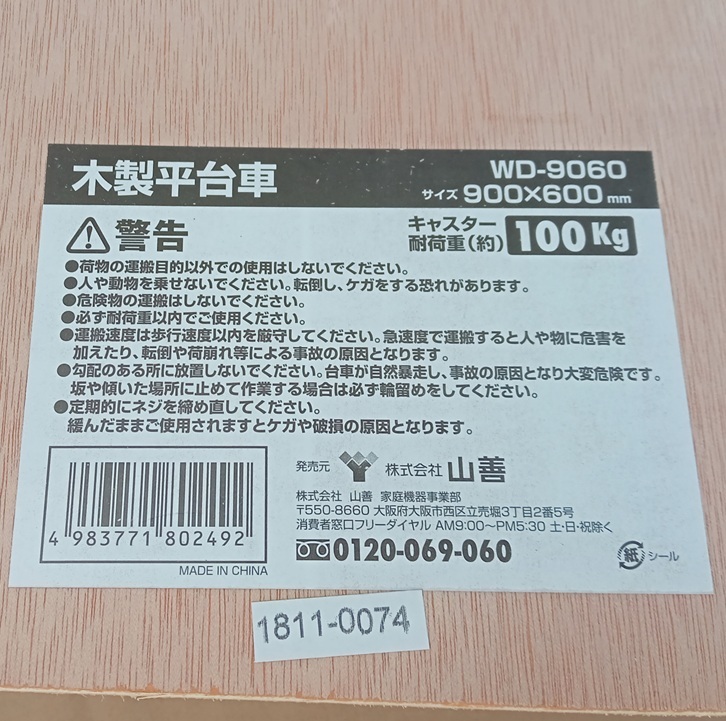 木製平台車
WD-9060
サイズ 900×600mm
警告
キャスター
耐荷重(約)
100Kg
●荷物の運搬目的以外での使用はしないでください。
●人や動物を乗せないでください。転倒し、ケガをする恐れがあります。
●危険物の運搬はしないでください。
●必ず耐荷重以内でご使用ください。
●運搬速度は歩行速度以内を厳守してください。急速度で運搬すると人や物に危害を
加えたり、転倒や荷崩れ等による事故の原因となります。
●勾配のある所に放置しないでください。台車が自然暴走し、事故の原因となり大変危険です。
坂や傾いた場所に止めて作業する場合は必ず輪留めをしてください。
●定期的にネジを締め直してください。
緩んだままご使用されますとケガや破損の原因となります。
4 983771 802492
MADE IN CHINA
発売元 株式会社 山善
株式会社 山善 家庭機器事業部
〒550-8660 大阪府大阪市西区立売堀3丁目2番5号
消費者窓口フリーダイヤル AM9:00〜PM5:30 土・日・祝除く
0120-069-060
紙 シール
1811-0074